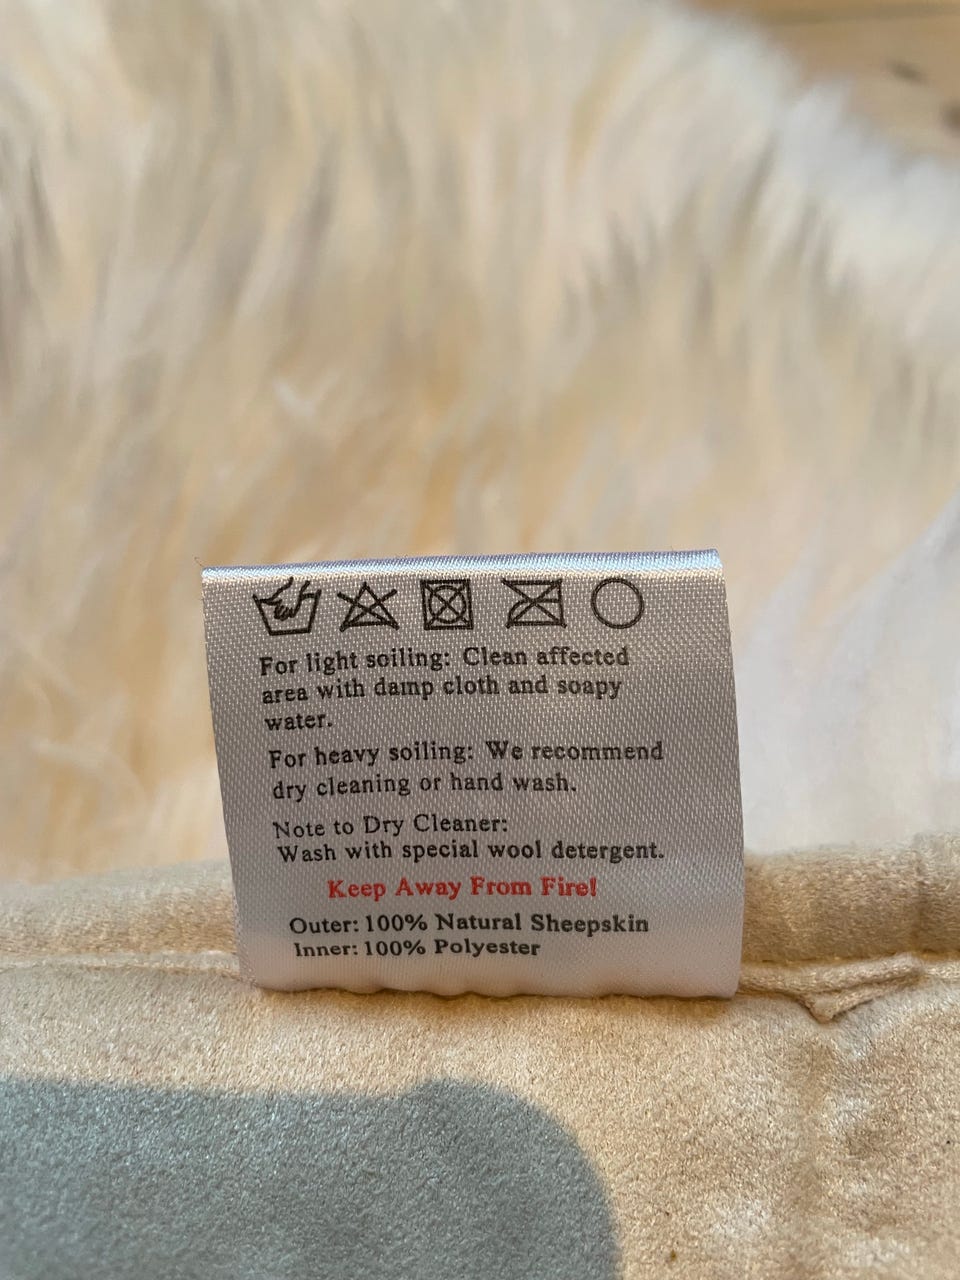 For light soiling: Clean affected
area with damp cloth and soapy
water.
For heavy soiling: We recommend
dry cleaning or hand wash.
Note to Dry Cleaner:
Wash with special wool detergent.
Keep Away From Fire!
Outer: 100% Natural Sheepskin
Inner: 100% Polyester